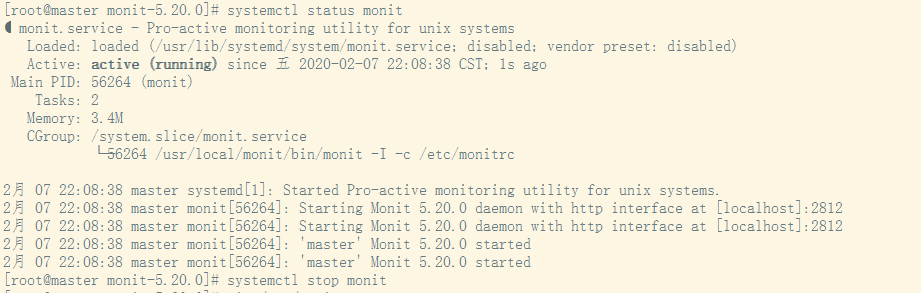 [root@master monit-5.20.0]# systemctl status monit
● monit.service - Pro-active monitoring utility for unix systems
Loaded: loaded (/usr/lib/systemd/system/monit.service; disabled; vendor preset: disabled)
Active: active (running) since 五 2020-02-07 22:08:38 CST; 1s ago
Main PID: 56264 (monit)
Tasks: 2
Memory: 3.4M
CGroup: /system.slice/monit.service
└─56264 /usr/local/monit/bin/monit -I -c /etc/monitrc
2月 07 22:08:38 master systemd[1]: Started Pro-active monitoring utility for unix systems.
2月 07 22:08:38 master monit[56264]: Starting Monit 5.20.0 daemon with http interface at [localhost]:2812
2月 07 22:08:38 master monit[56264]: Starting Monit 5.20.0 daemon with http interface at [localhost]:2812
2月 07 22:08:38 master monit[56264]: 'master' Monit 5.20.0 started
2月 07 22:08:38 master monit[56264]: 'master' Monit 5.20.0 started
[root@master monit-5.20.0]# systemctl stop monit